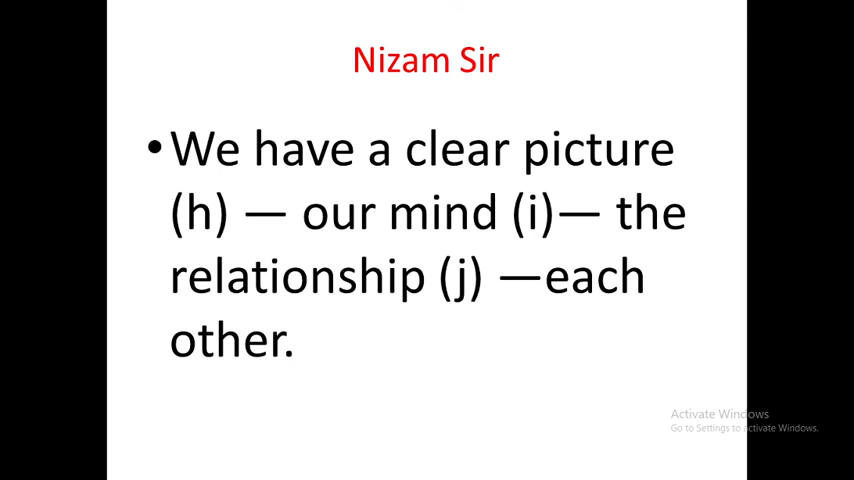 Nizam Sir
•We have a clear picture
(h) — our mind (i)— the
relationship (j) —each
other.
Activate Windows
Go to Settings to activate Windows.